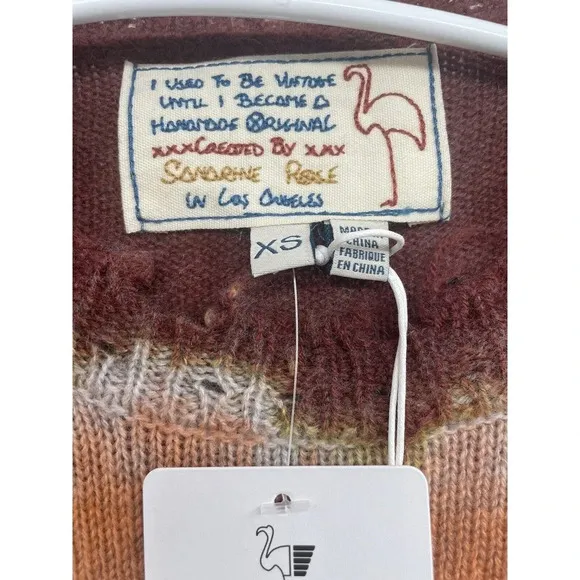 I USED TO BE VINTAGE
UNTIL I BECAME A
HANDMADE ORIGINAL
XXXCREATED BY XXX
SANDRINE ROSE
IN LOS ANGELES
XS
MADE IN
CHINA
FABRIQUE
EN CHINA